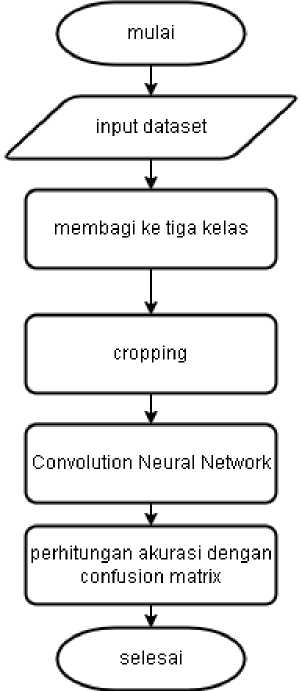 mulai
input dataset
membagi ke tiga kelas
cropping
Convolution Neural Network
perhitungan akurasi dengan
confusion matrix
selesai